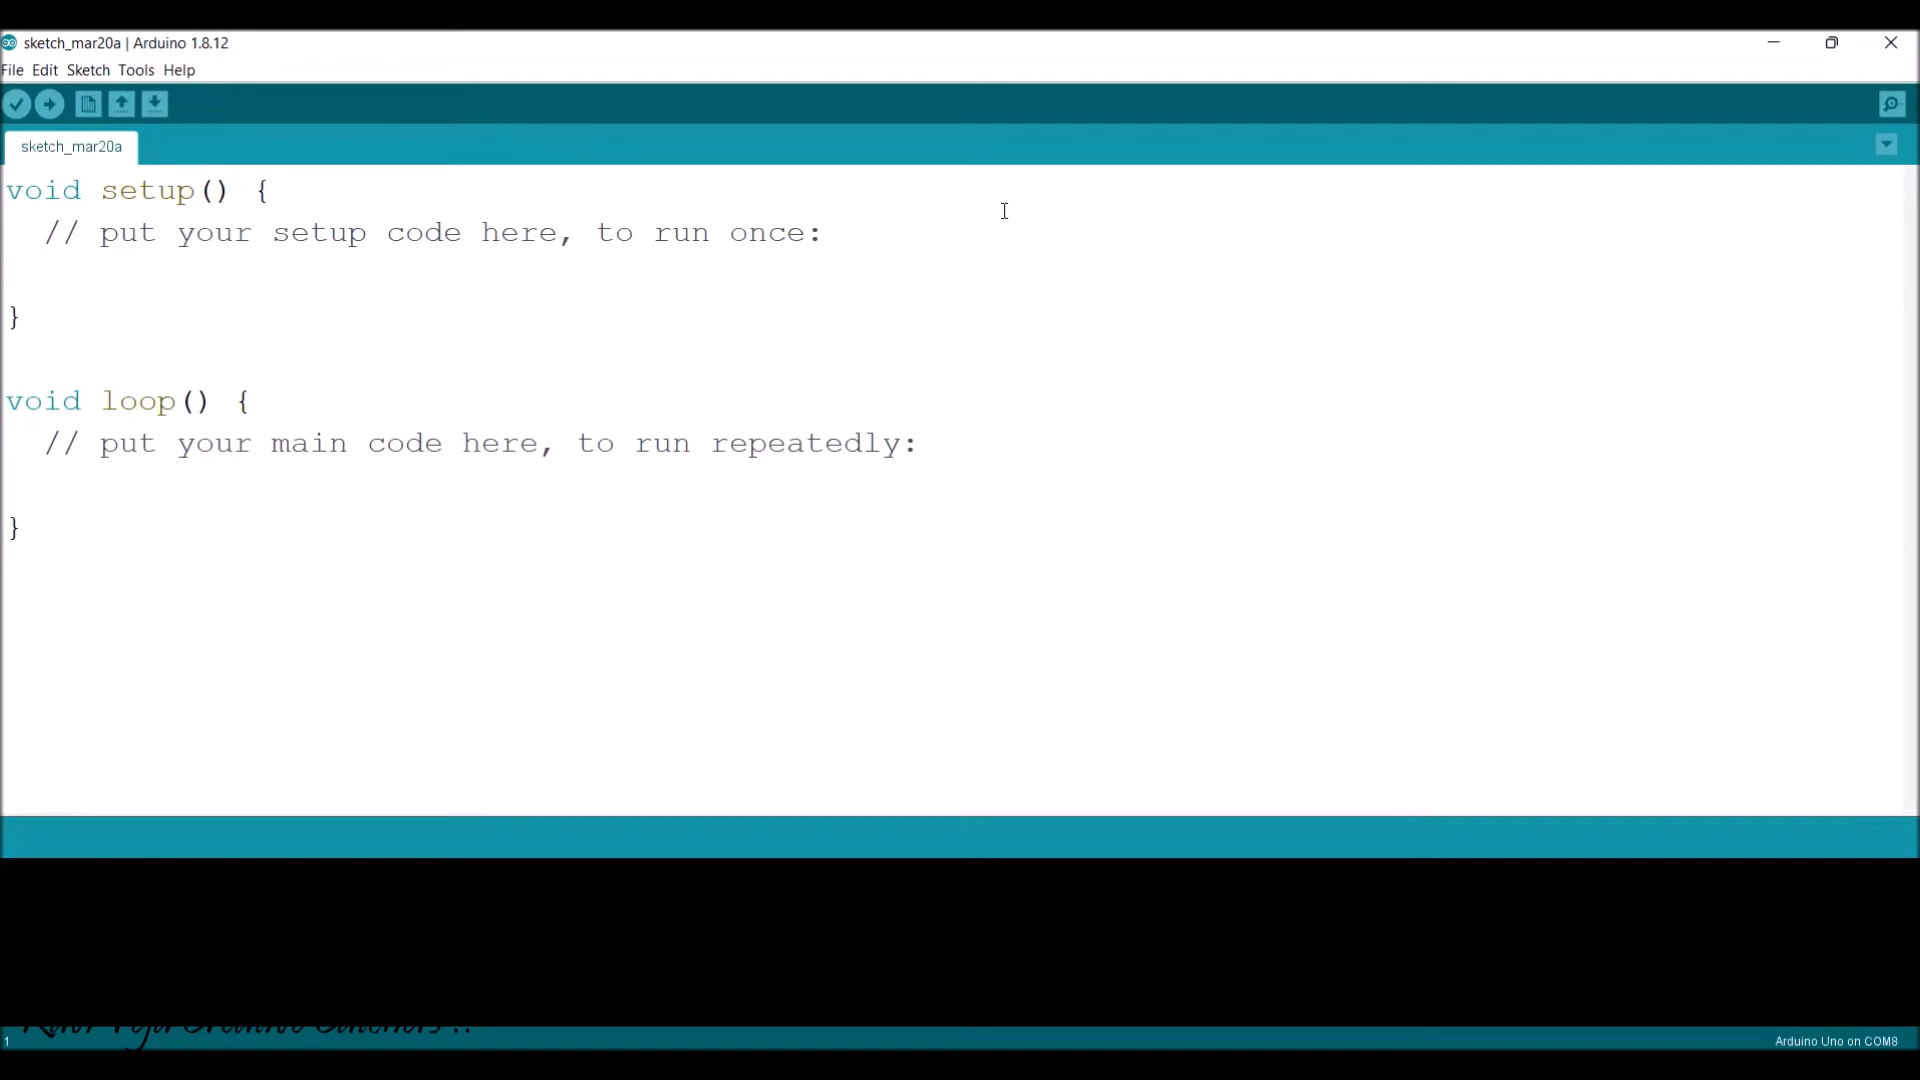 sketch_mar20a | Arduino 1.8.12
File Edit Sketch Tools Help
sketch_mar20a
void setup() {
// put your setup code here, to run once:
}
void loop() {
// put your main code here, to run repeatedly:
}
1
Arduino Uno on COM8